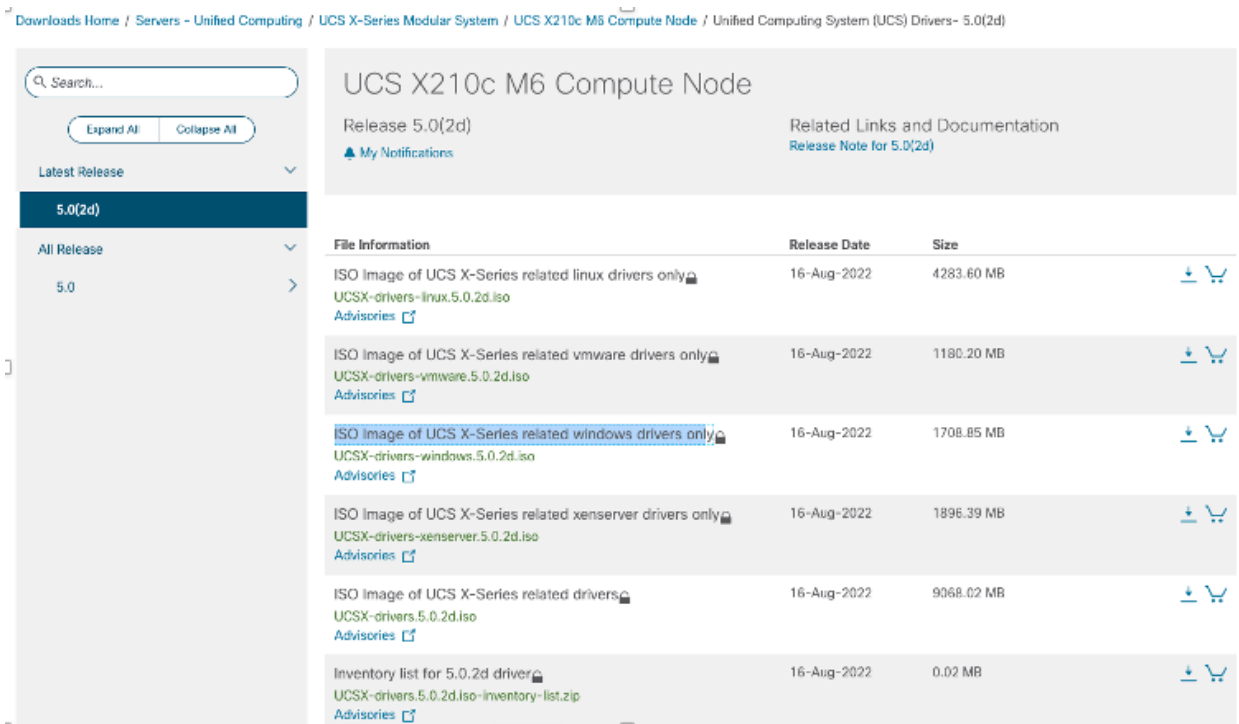 Downloads Home / Servers - Unified Computing / UCS X-Series Modular System / UCS X210c M6 Compute Node / Unified Computing System (UCS) Drivers- 5.0(2d)
Search...
Expand All Collapse All
Latest Release
5.0(2d)
All Release
5.0
UCS X210c M6 Compute Node
Release 5.0(2d)
My Notifications
Related Links and Documentation
Release Note for 5.0(2d)
File Information Release Date Size
ISO Image of UCS X-Series related linux drivers only 16-Aug-2022 4283.60 MB
UCSX-drivers-linux.5.0.2d.iso
Advisories
ISO Image of UCS X-Series related vmware drivers only 16-Aug-2022 1180.20 MB
UCSX-drivers-vmware.5.0.2d.iso
Advisories
ISO Image of UCS X-Series related windows drivers only 16-Aug-2022 1708.85 MB
UCSX-drivers-windows.5.0.2d.iso
Advisories
ISO Image of UCS X-Series related xenserver drivers only 16-Aug-2022 1896.39 MB
UCSX-drivers-xenserver.5.0.2d.iso
Advisories
ISO Image of UCS X-Series related drivers 16-Aug-2022 9068.02 MB
UCSX-drivers.5.0.2d.iso
Advisories
Inventory list for 5.0.2d driver 16-Aug-2022 0.02 MB
UCSX-drivers.5.0.2d.iso-inventory-list.zip
Advisories